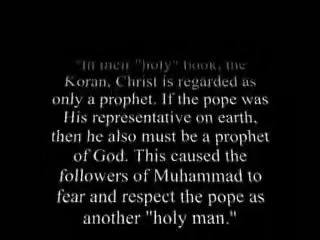 "In their "holy" book, the
Koran, Christ is regarded as
only a prophet. If the pope was
His representative on earth,
then he also must be a prophet
of God. This caused the
followers of Muhammad to
fear and respect the pope as
another "holy man."